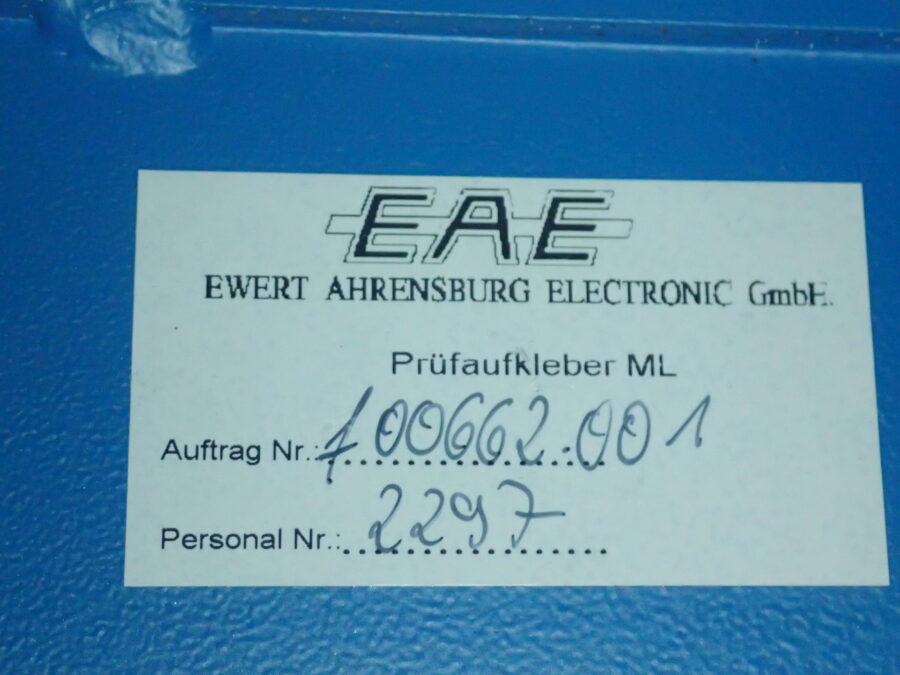 EAE
EWERT AHRENSBURG ELECTRONIC GmbH.
Prüfaufkleber ML
Auftrag Nr.: 100662.001
Personal Nr.: 2297